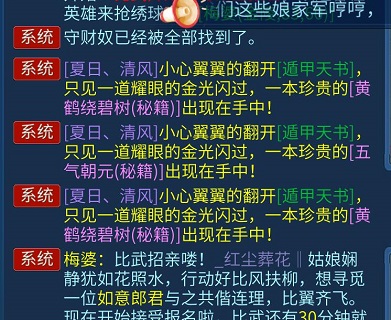 英雄来抢绣球
们这些娘家军哼哼，
系统 守财奴已经被全部找到了。
系统 [夏日、清风]小心翼翼的翻开[遁甲天书]，
只见一道耀眼的金光闪过，一本珍贵的[黄
鹤绕碧树(秘籍)]出现在手中！
系统 [夏日、清风]小心翼翼的翻开[遁甲天书]，
只见一道耀眼的金光闪过，一本珍贵的[五
气朝元(秘籍)]出现在手中！
系统 [夏日、清风]小心翼翼的翻开[遁甲天书]，
只见一道耀眼的金光闪过，一本珍贵的[黄
鹤绕碧树(秘籍)]出现在手中！
系统 梅婆：比武招亲喽！_红尘葬花‖姑娘娴
静犹如花照水，行动好比风扶柳，想寻觅
一位如意郎君与之共偕连理，比翼齐飞。
现在开始接受报名啦，比武还有30分钟就